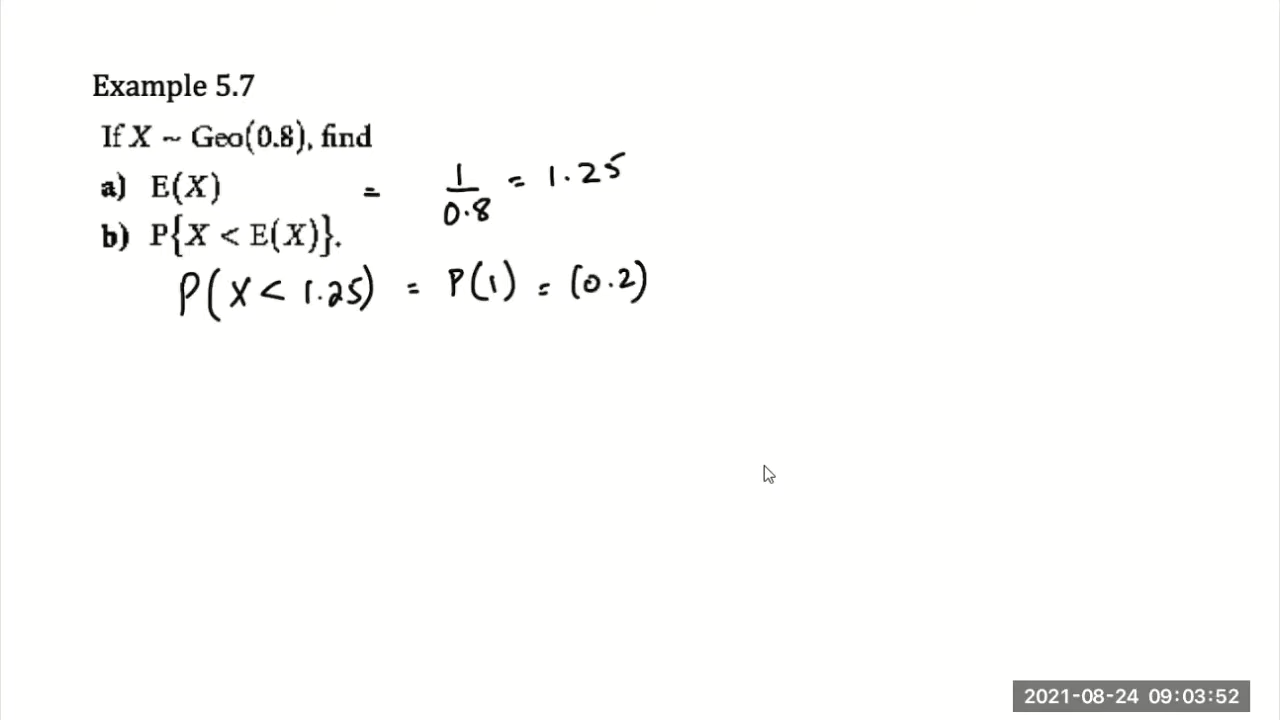 Example 5.7
If X ~ Geo(0.8), find
a) E(X) = 1/0.8 = 1.25
b) P{X < E(X)}.
P(X < 1.25) = P(1) = (0.2)
2021-08-24 09:03:52